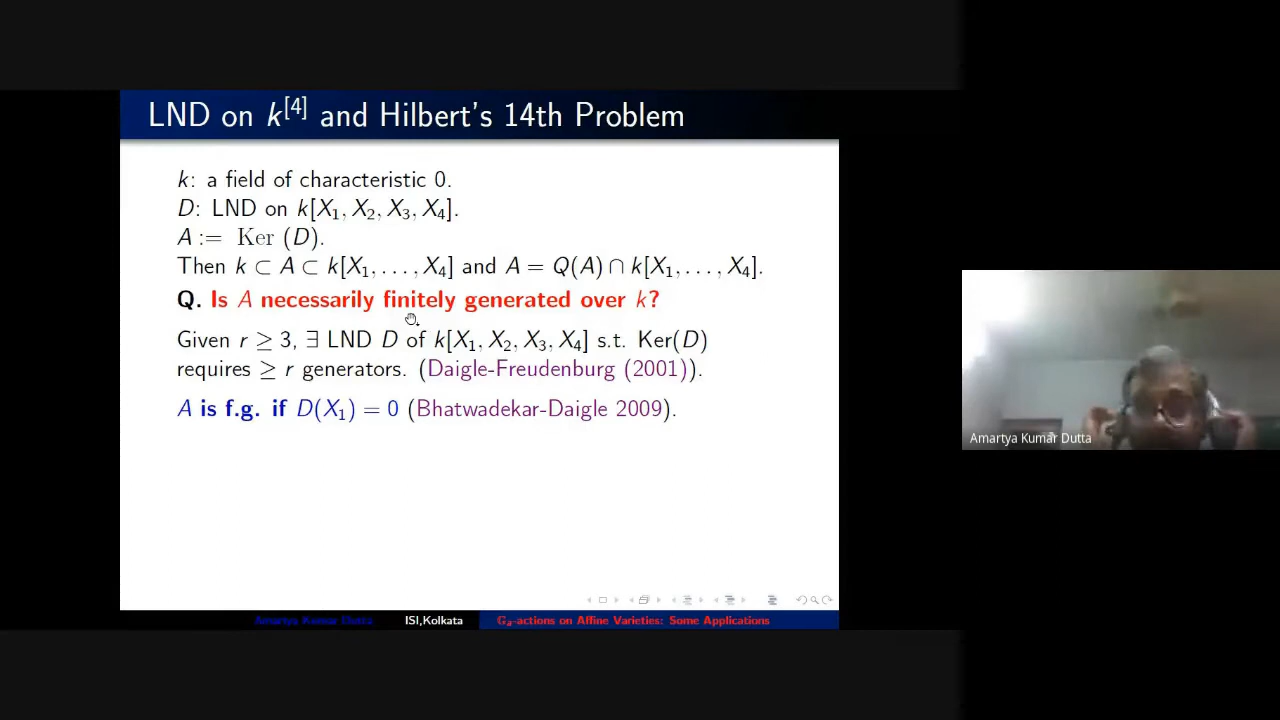 LND on k^[4] and Hilbert's 14th Problem
k: a field of characteristic 0.
D: LND on k[X₁, X₂, X₃, X₄].
A := Ker (D).
Then k ⊂ A ⊂ k[X₁, . . . , X₄] and A = Q(A) ∩ k[X₁, . . . , X₄].
Q. Is A necessarily finitely generated over k?
Given r ≥ 3, ∃ LND D of k[X₁, X₂, X₃, X₄] s.t. Ker(D)
requires ≥ r generators. (Daigle-Freudenburg (2001)).
A is f.g. if D(X₁) = 0 (Bhatwadekar-Daigle 2009).
Amartya Kumar Dutta
Amartya Kumar Dutta ISI,Kolkata 𝔾ₐ-actions on Affine Varieties: Some Applications